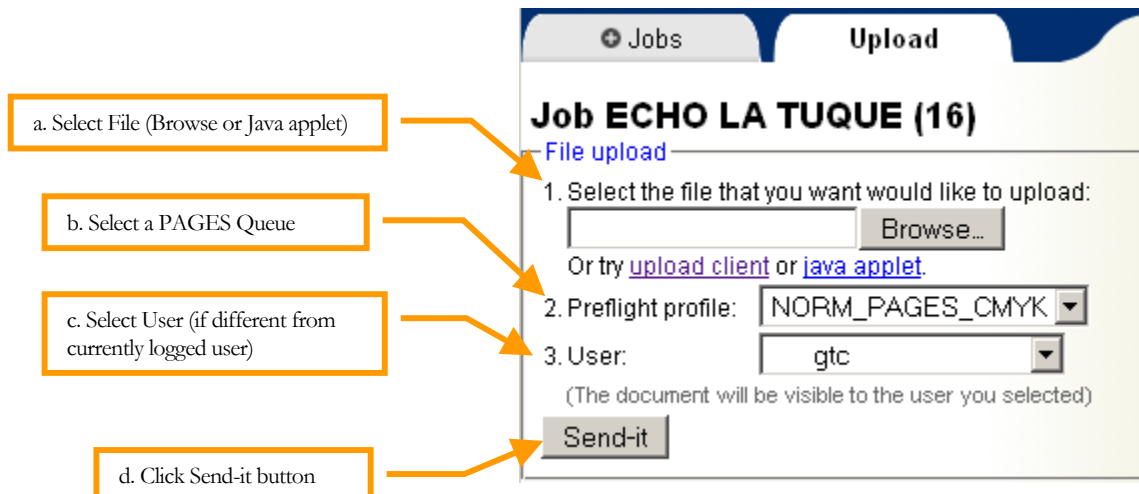 Jobs
Upload
Job ECHO LA TUQUE (16)
a. Select File (Browse or Java applet)
File upload
1. Select the file that you want would like to upload:
Browse...
Or try upload client or java applet.
b. Select a PAGES Queue
2. Preflight profile: NORM_PAGES_CMYK
c. Select User (if different from
currently logged user)
3. User: gtc
(The document will be visible to the user you selected)
Send-it
d. Click Send-it button